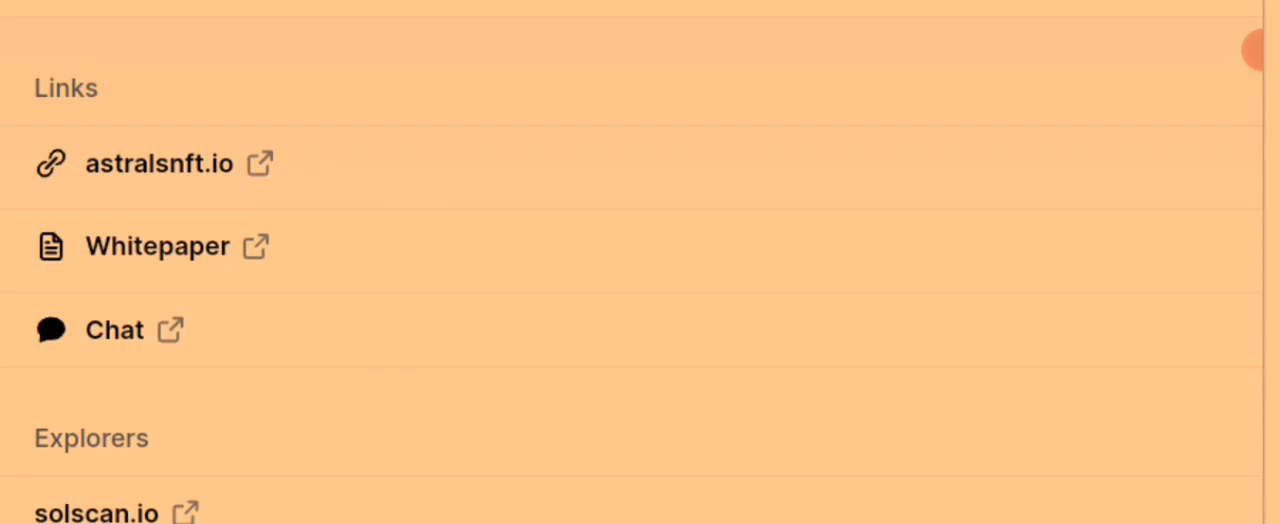 Links
astralsnft.io
Whitepaper
Chat
Explorers
solscan.io